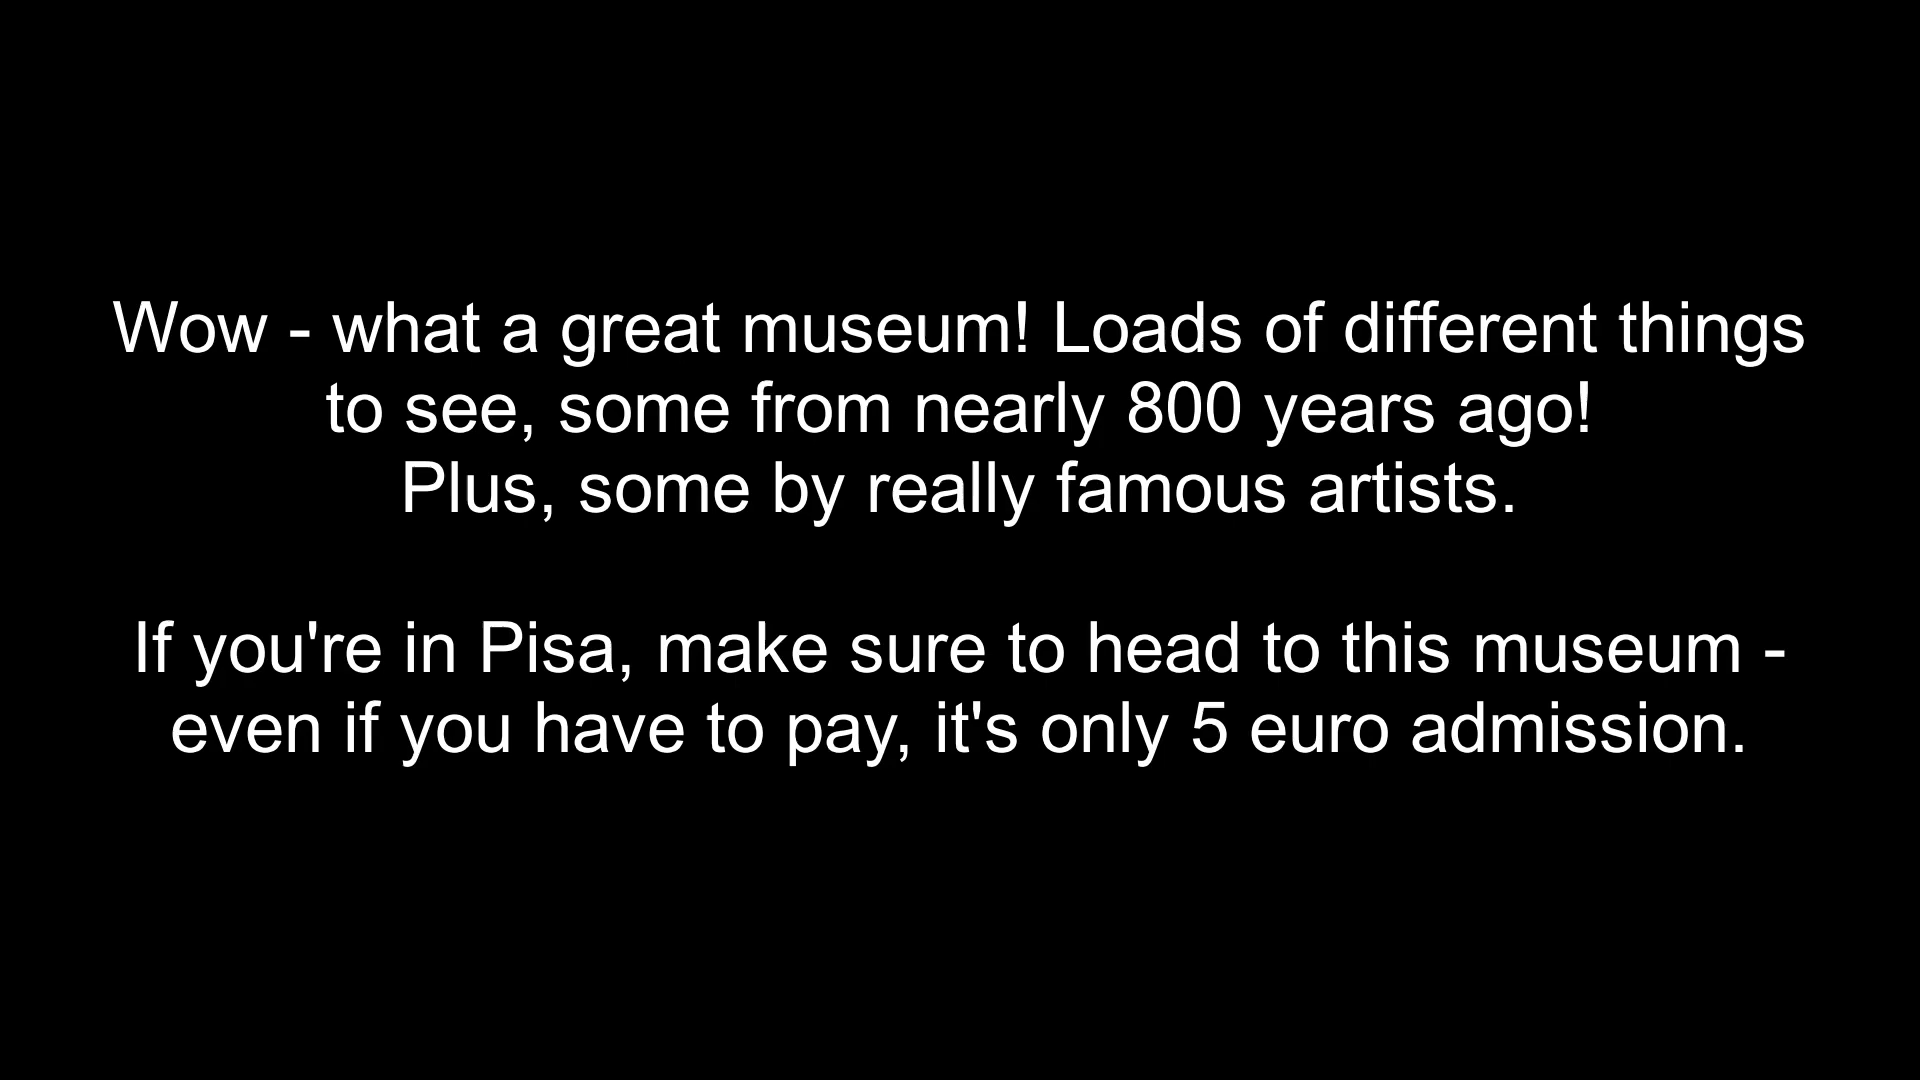 Wow - what a great museum! Loads of different things
to see, some from nearly 800 years ago!
Plus, some by really famous artists.
If you're in Pisa, make sure to head to this museum -
even if you have to pay, it's only 5 euro admission.